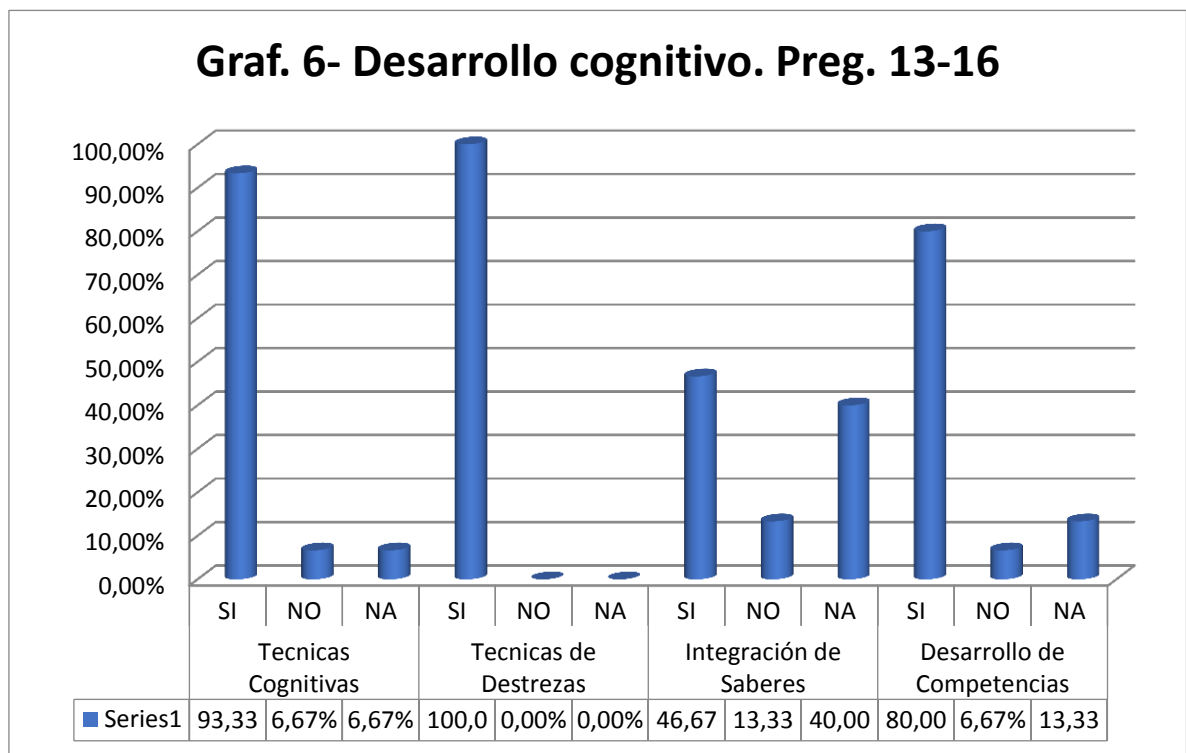 Graf. 6- Desarrollo cognitivo. Preg. 13-16
100,00%
90,00%
80,00%
70,00%
60,00%
50,00%
40,00%
30,00%
20,00%
10,00%
0,00%
SI NO NA SI NO NA SI NO NA SI NO NA
Tecnicas Tecnicas de Integración de Desarrollo de
Cognitivas Destrezas Saberes Competencias
Series1 93,33 6,67% 6,67% 100,0 0,00% 0,00% 46,67 13,33 40,00 80,00 6,67% 13,33